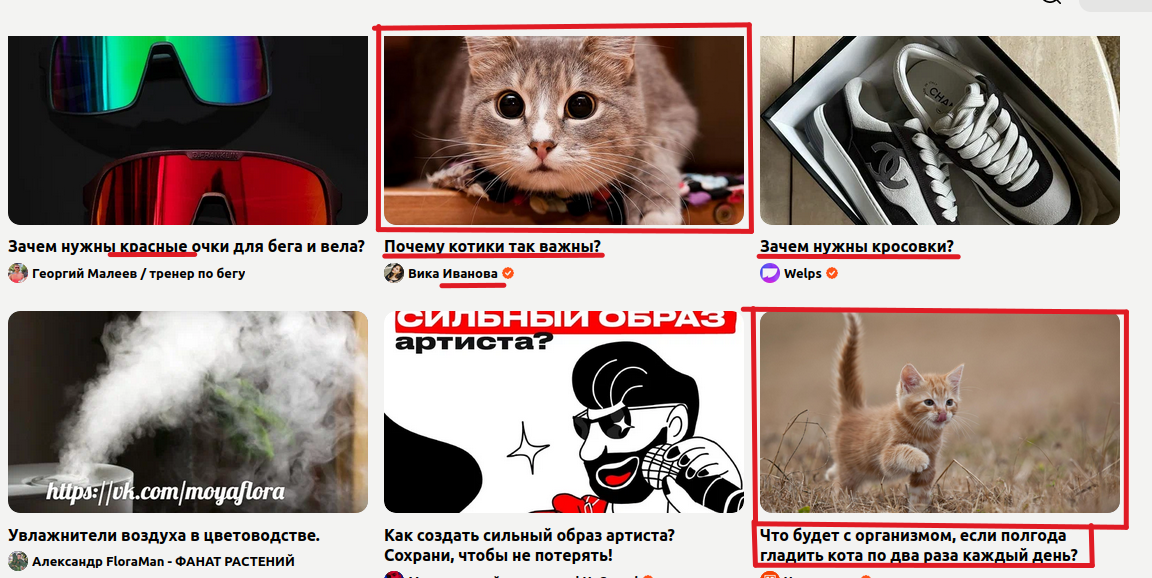 Зачем нужны красные очки для бега и вела?
Георгий Малеев / тренер по бегу
Почему котики так важны?
Вика Иванова
CHAN
Зачем нужны кросовки?
Welps
https://vk.com/moyaflora
Увлажнители воздуха в цветоводстве.
Александр FloraMan - ФАНАТ РАСТЕНИЙ
СИЛЬНЫЙ ОБРАЗ
артиста?
Как создать сильный образ артиста?
Сохрани, чтобы не потерять!
Что будет с организмом, если полгода
гладить кота по два раза каждый день?